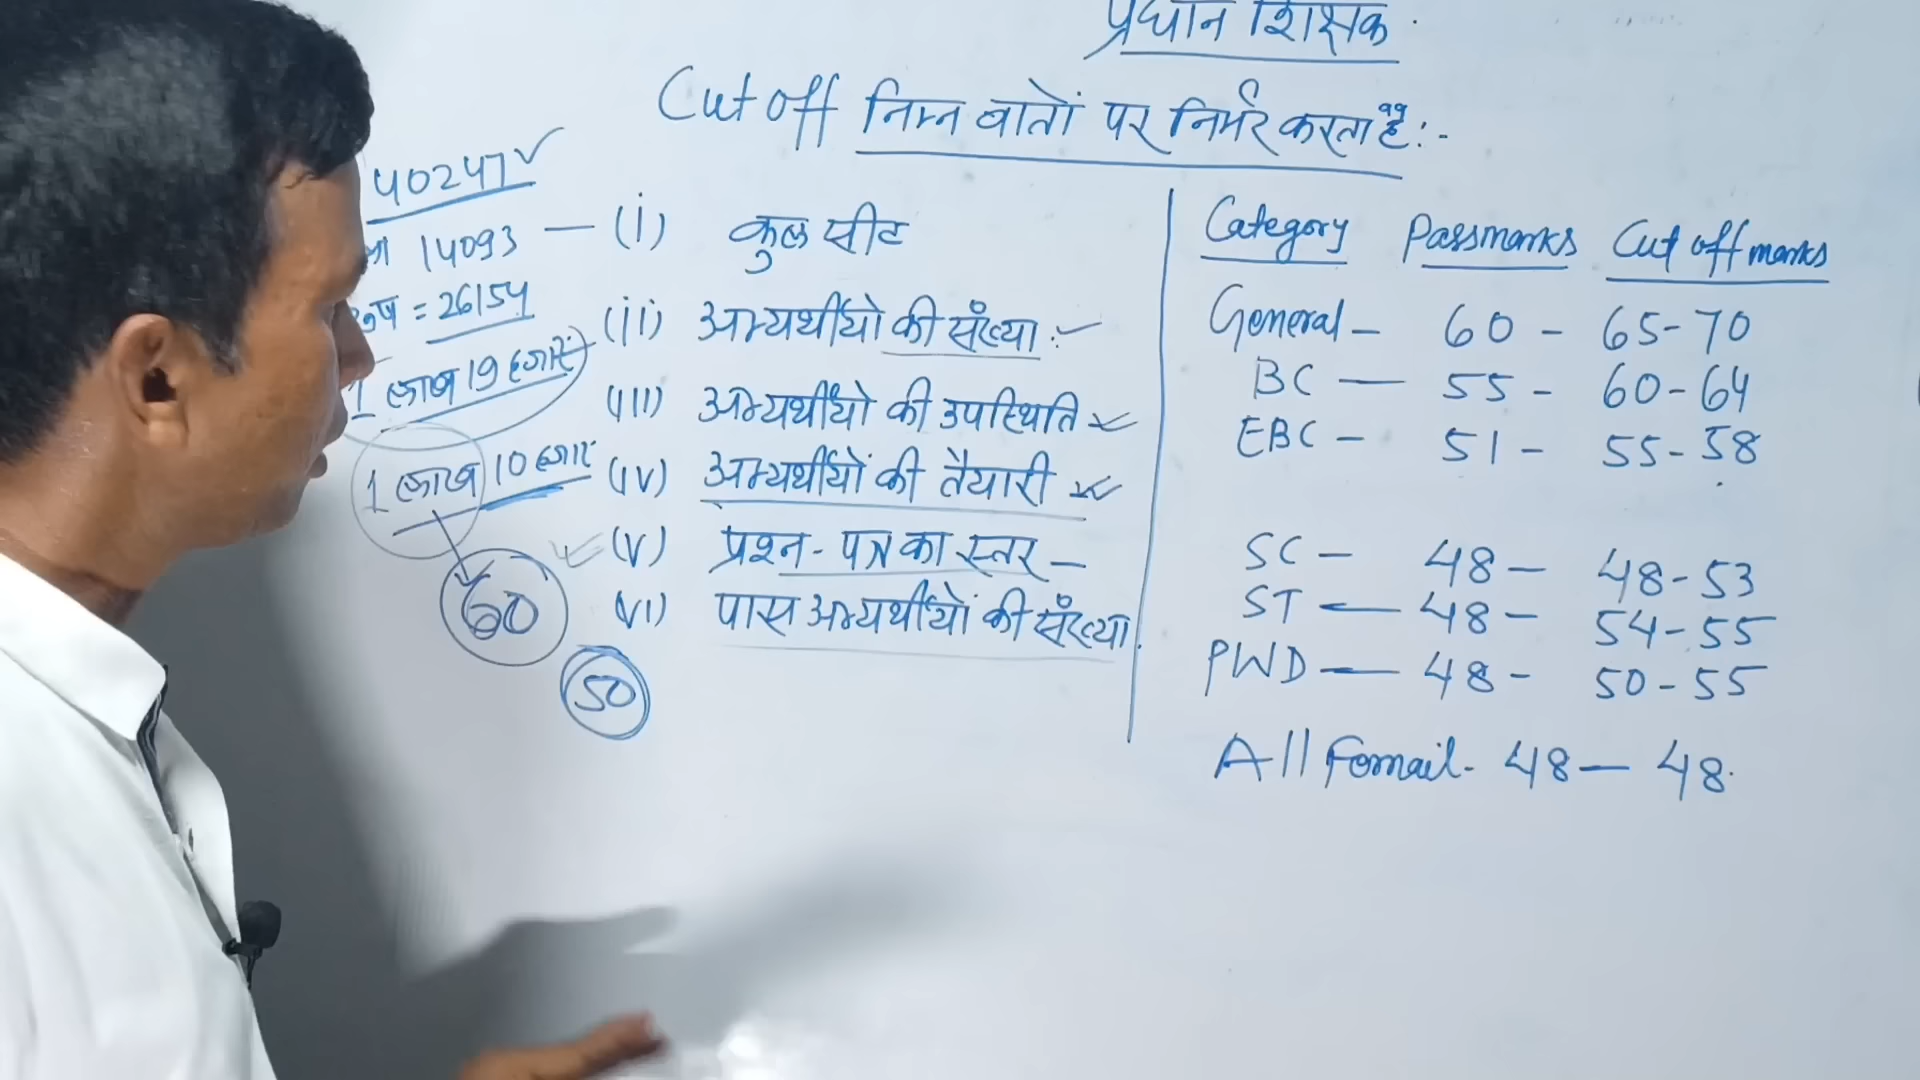 प्रधान शिक्षक
Cut off निम्न बातों पर निर्भर करता है :-
40247 ✓
14093 — (i) कुल सीट
= 26154
(ii) अभ्यर्थीयो की संख्या :-
1 लाख 19 हजार
(iii) अभ्यर्थीयो की उपस्थिति
1 लाख 10 हजार
(iv) अभ्यर्थीयों की तैयारी
(v) प्रश्न - पत्र का स्तर —
60
(vi) पास अभ्यर्थीयों की संख्या
50
Category Passmarks Cut off marks
General - 60 - 65-70
BC — 55 - 60-64
EBC - 51 - 55-58
SC - 48 - 48-53
ST — 48 - 54-55
PWD — 48 - 50-55
All Femail - 48 — 48